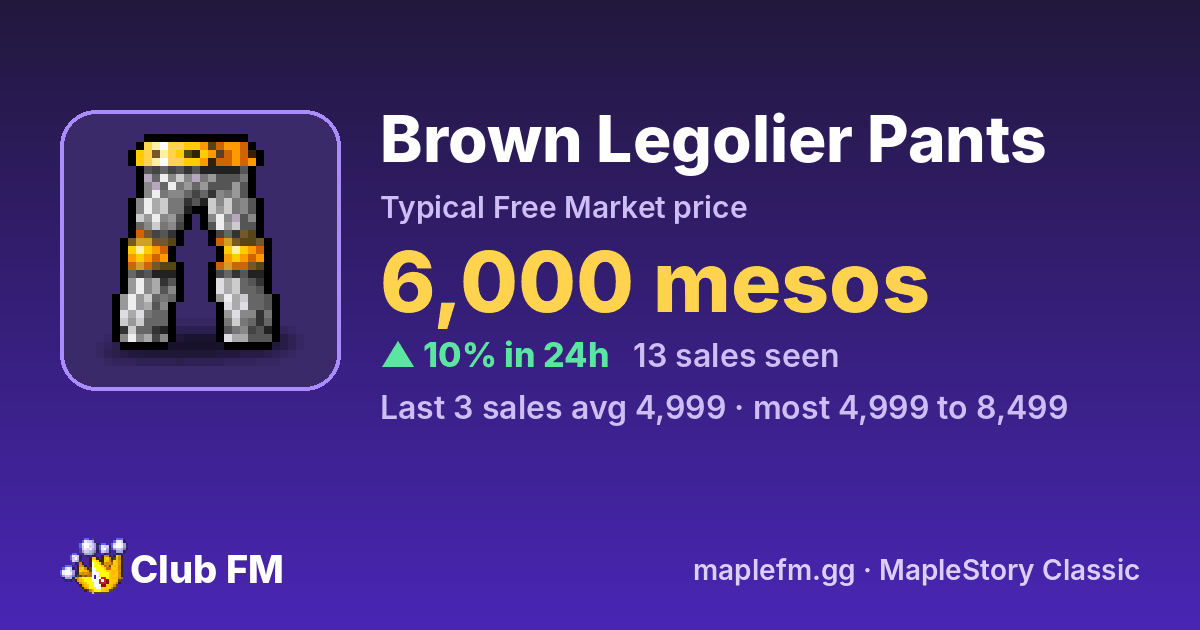 Brown Legolier Pants
Typical Free Market price
6,000 mesos
▲ 10% in 24h 13 sales seen
Last 3 sales avg 4,999 · most 4,999 to 8,499
Club FM
maplefm.gg · MapleStory Classic